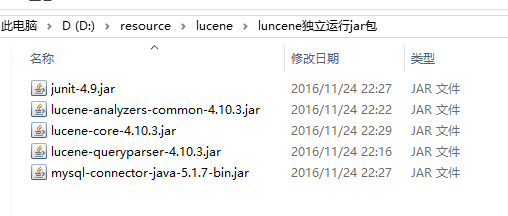 此电脑 > D (D:) > resource > lucene > luncene独立运行jar包
名称 修改日期 类型
junit-4.9.jar 2016/11/24 22:27 JAR 文件
lucene-analyzers-common-4.10.3.jar 2016/11/24 22:22 JAR 文件
lucene-core-4.10.3.jar 2016/11/24 22:29 JAR 文件
lucene-queryparser-4.10.3.jar 2016/11/24 22:16 JAR 文件
mysql-connector-java-5.1.7-bin.jar 2016/11/24 22:27 JAR 文件